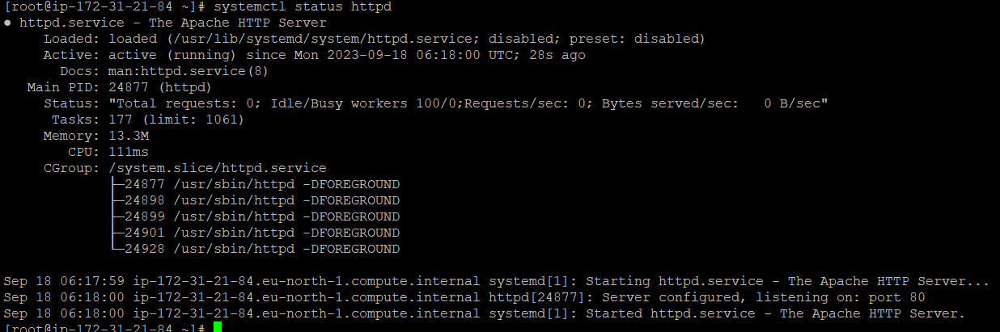 [root@ip-172-31-21-84 ~]# systemctl status httpd
● httpd.service - The Apache HTTP Server
     Loaded: loaded (/usr/lib/systemd/system/httpd.service; disabled; preset: disabled)
     Active: active (running) since Mon 2023-09-18 06:18:00 UTC; 28s ago
       Docs: man:httpd.service(8)
   Main PID: 24877 (httpd)
     Status: "Total requests: 0; Idle/Busy workers 100/0;Requests/sec: 0; Bytes served/sec:   0 B/sec"
      Tasks: 177 (limit: 1061)
     Memory: 13.3M
        CPU: 111ms
     CGroup: /system.slice/httpd.service
             ├─24877 /usr/sbin/httpd -DFOREGROUND
             ├─24898 /usr/sbin/httpd -DFOREGROUND
             ├─24899 /usr/sbin/httpd -DFOREGROUND
             ├─24901 /usr/sbin/httpd -DFOREGROUND
             └─24928 /usr/sbin/httpd -DFOREGROUND

Sep 18 06:17:59 ip-172-31-21-84.eu-north-1.compute.internal systemd[1]: Starting httpd.service - The Apache HTTP Server...
Sep 18 06:18:00 ip-172-31-21-84.eu-north-1.compute.internal httpd[24877]: Server configured, listening on: port 80
Sep 18 06:18:00 ip-172-31-21-84.eu-north-1.compute.internal systemd[1]: Started httpd.service - The Apache HTTP Server.
[root@ip-172-31-21-84 ~]#